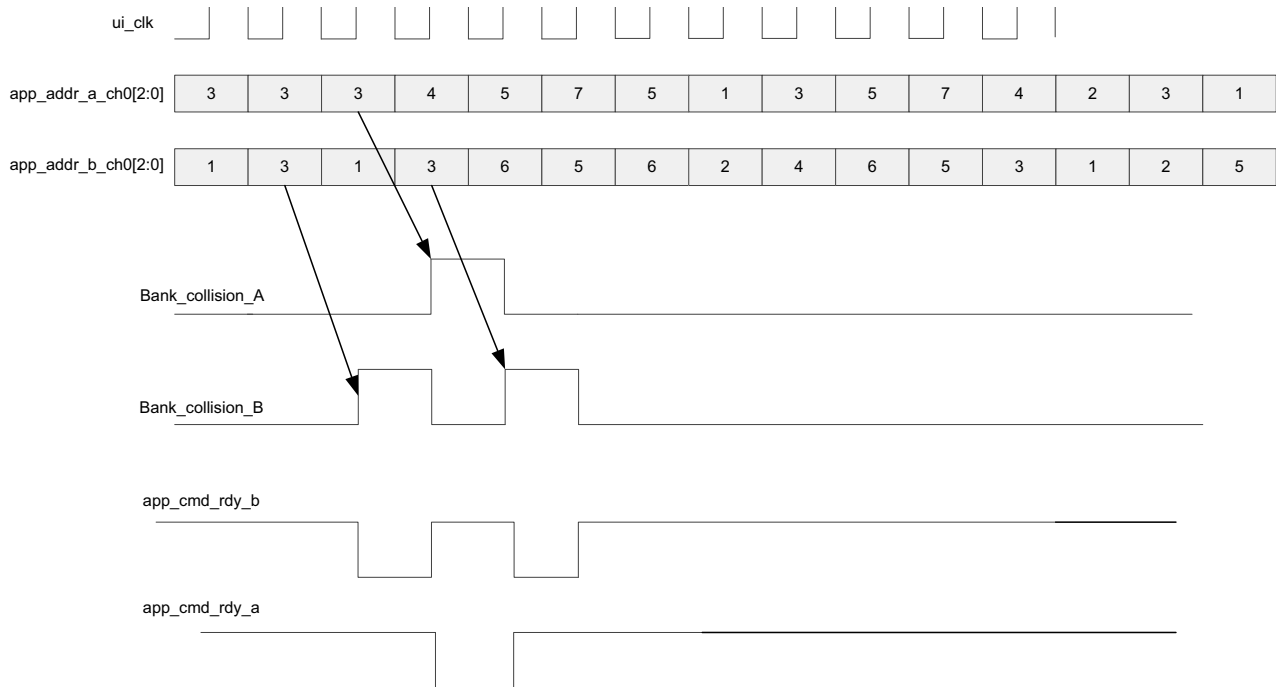 ui_clk
app_addr_a_ch0[2:0] 3 3 3 4 5 7 5 1 3 5 7 4 2 3 1
app_addr_b_ch0[2:0] 1 3 1 3 6 5 6 2 4 6 5 3 1 2 5
Bank_collision_A
Bank_collision_B
app_cmd_rdy_b
app_cmd_rdy_a